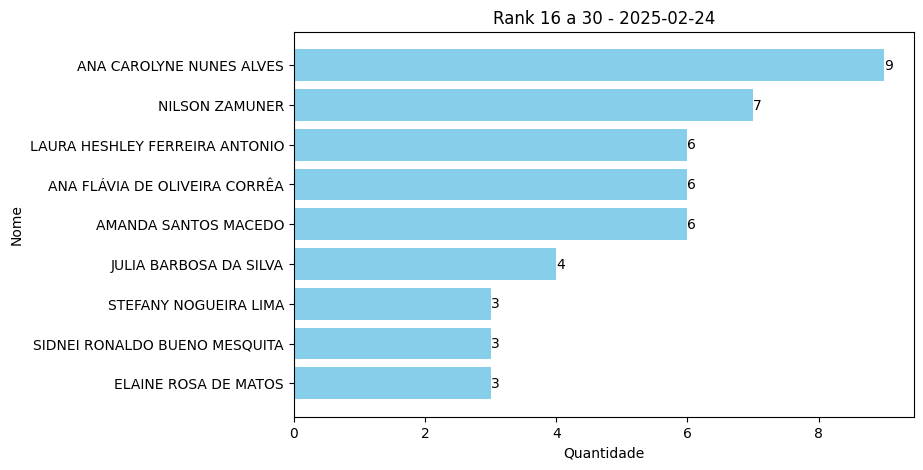 Rank 16 a 30 - 2025-02-24
ANA CAROLYNE NUNES ALVES 9
NILSON ZAMUNER 7
LAURA HESHLEY FERREIRA ANTONIO 6
ANA FLÁVIA DE OLIVEIRA CORRÊA 6
AMANDA SANTOS MACEDO 6
JULIA BARBOSA DA SILVA 4
STEFANY NOGUEIRA LIMA 3
SIDNEI RONALDO BUENO MESQUITA 3
ELAINE ROSA DE MATOS 3
Nome
0 2 4 6 8
Quantidade